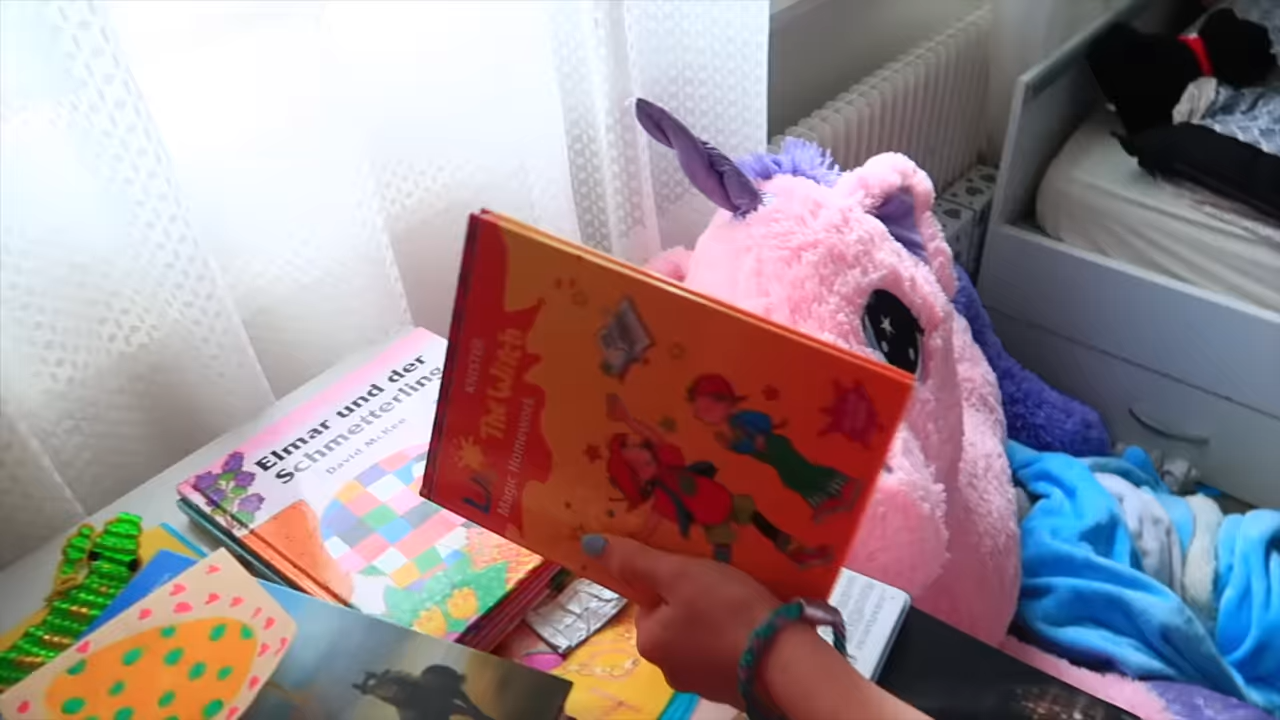 Elmar und der
Schmetterling
David McKee
KNISTER
The Witch
Magic Homework